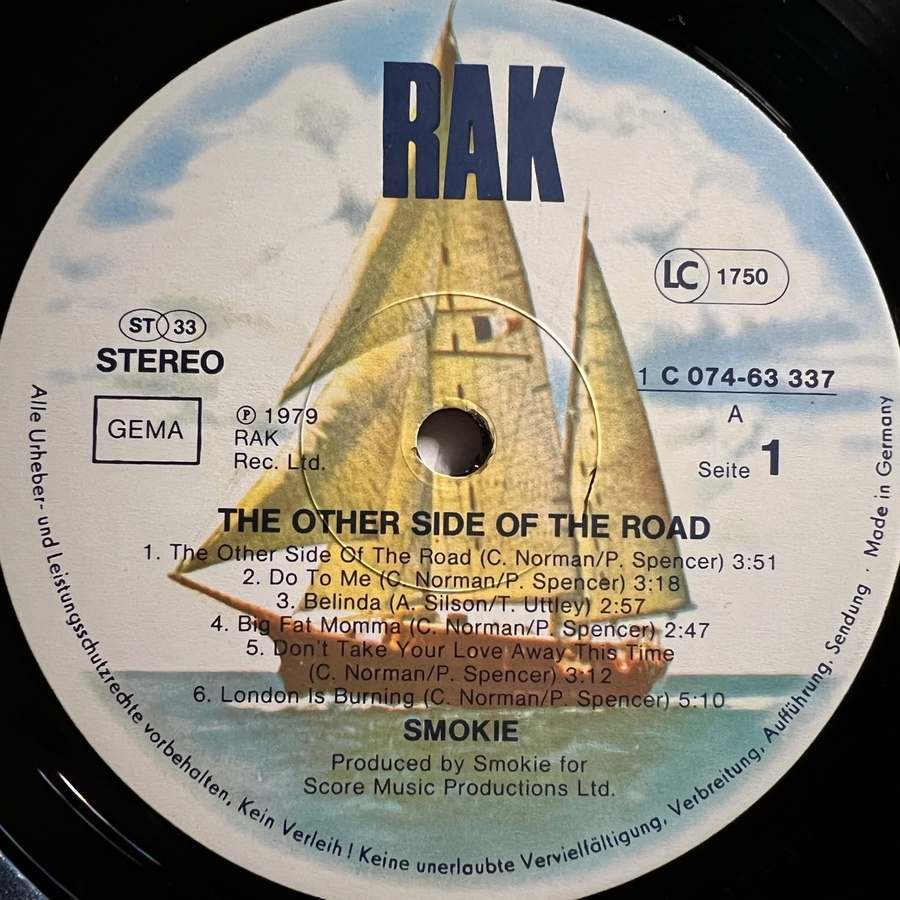 RAK
LC 1750
ST 33
STEREO
GEMA
℗ 1979
RAK
Rec. Ltd.
1 C 074-63 337
A
Seite 1
THE OTHER SIDE OF THE ROAD
1. The Other Side Of The Road (C. Norman/P. Spencer) 3:51
2. Do To Me (C. Norman/P. Spencer) 3:18
3. Belinda (A. Silson/T. Uttley) 2:57
4. Big Fat Momma (C. Norman/P. Spencer) 2:47
5. Don't Take Your Love Away This Time
(C. Norman/P. Spencer) 3:12
6. London Is Burning (C. Norman/P. Spencer) 5:10
SMOKIE
Produced by Smokie for
Score Music Productions Ltd.
Alle Urheber- und Leistungsschutzrechte vorbehalten, Kein Verleih! Keine unerlaubte Vervielfältigung, Verbreitung, Aufführung, Sendung · Made in Germany